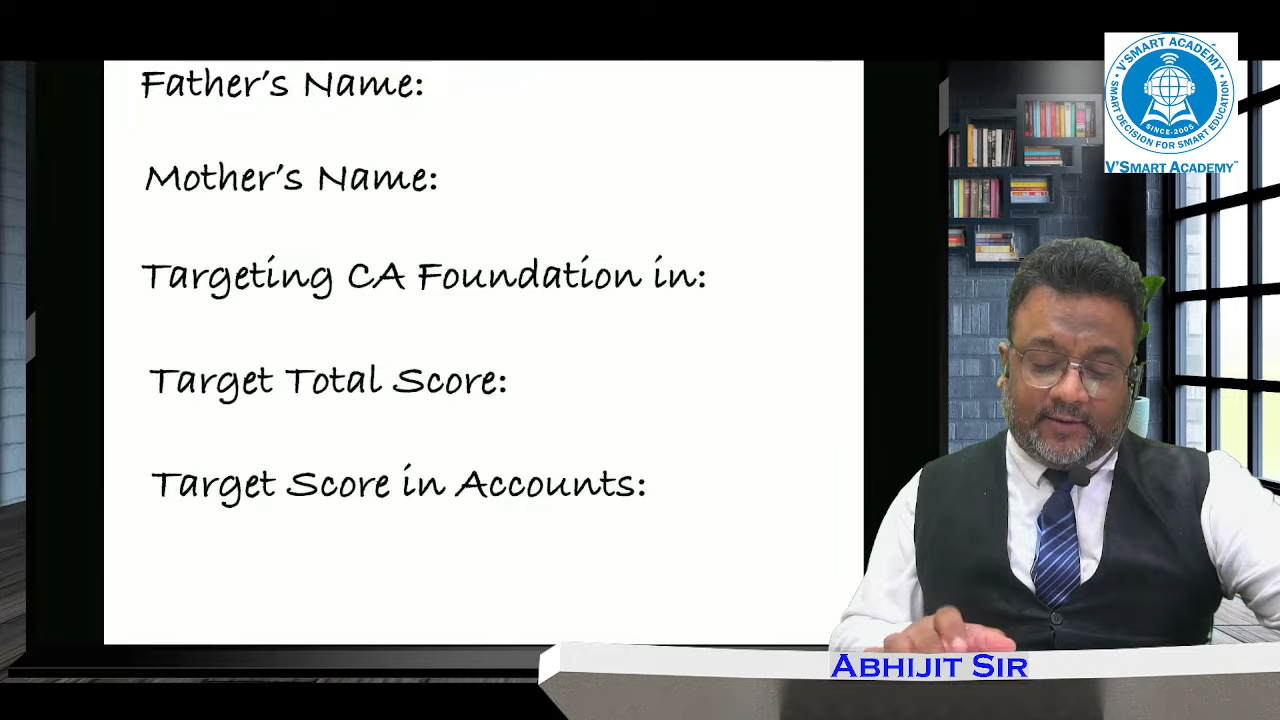 Father's Name:
Mother's Name:
Targeting CA Foundation in:
Target Total Score:
Target Score in Accounts:
V'SMART ACADEMY
SMART DECISION FOR SMART EDUCATION
SINCE-2005
V'SMART ACADEMY™
ABHIJIT SIR